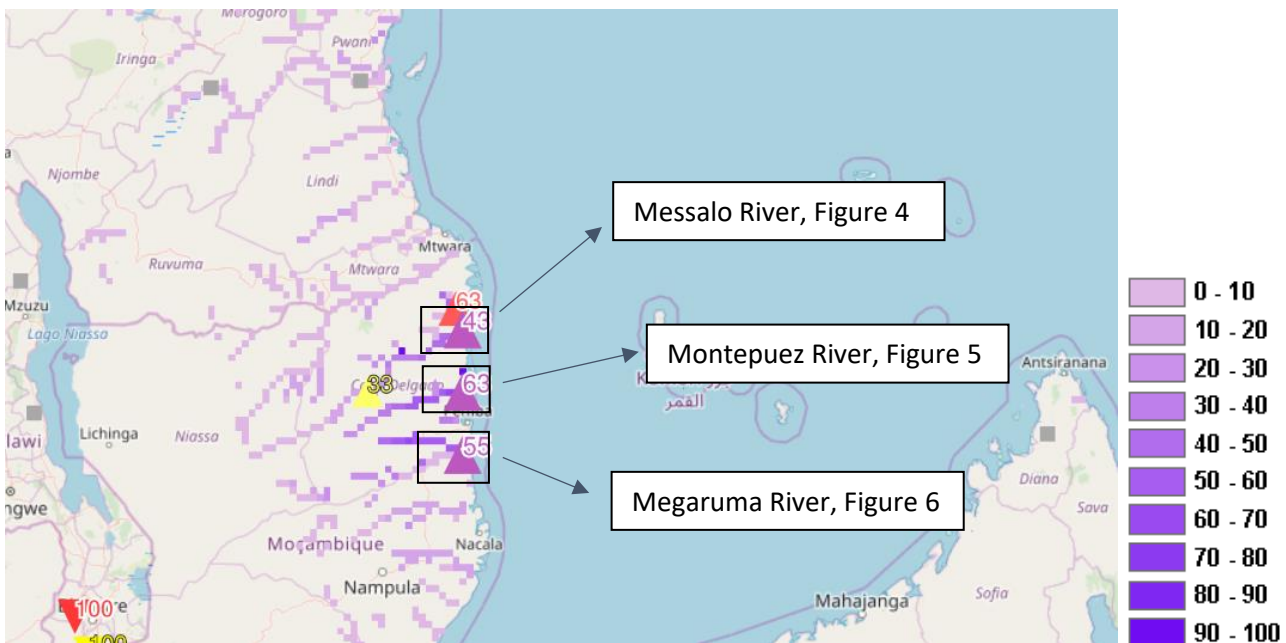 Morogoro
Pwani
Iringa
Njombe
Lindi
Mtwara
Mtwara
Ruvuma
Mzuzu
Lago Niassa
Messalo River, Figure 4
63
43
Montepuez River, Figure 5
33
63
Antsiranana
القمر
Lichinga
Niassa
55
Megaruma River, Figure 6
Diana
Sava
Moçambique
Nacala
Nampula
Mahajanga
Sofia
100
100
0 - 10
10 - 20
20 - 30
30 - 40
40 - 50
50 - 60
60 - 70
70 - 80
80 - 90
90 - 100